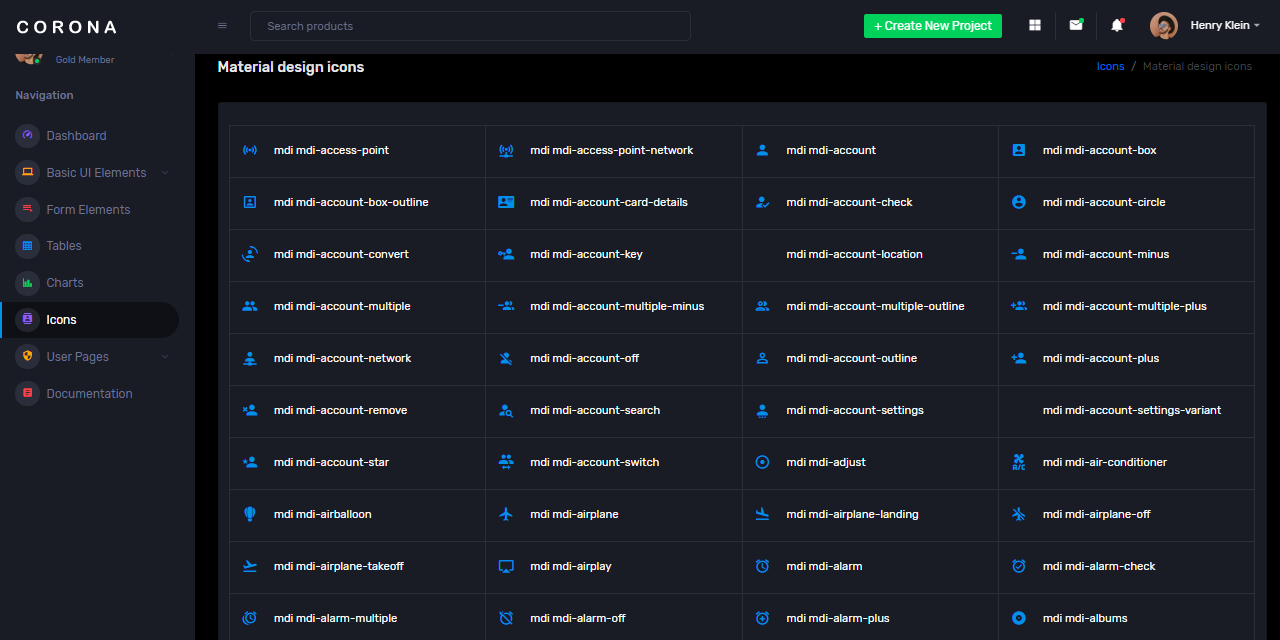 CORONA
Search products
+ Create New Project
Henry Klein
Gold Member
Navigation
Dashboard
Basic UI Elements
Form Elements
Tables
Charts
Icons
User Pages
Documentation
Material design icons
Icons / Material design icons
mdi mdi-access-point
mdi mdi-access-point-network
mdi mdi-account
mdi mdi-account-box
mdi mdi-account-box-outline
mdi mdi-account-card-details
mdi mdi-account-check
mdi mdi-account-circle
mdi mdi-account-convert
mdi mdi-account-key
mdi mdi-account-location
mdi mdi-account-minus
mdi mdi-account-multiple
mdi mdi-account-multiple-minus
mdi mdi-account-multiple-outline
mdi mdi-account-multiple-plus
mdi mdi-account-network
mdi mdi-account-off
mdi mdi-account-outline
mdi mdi-account-plus
mdi mdi-account-remove
mdi mdi-account-search
mdi mdi-account-settings
mdi mdi-account-settings-variant
mdi mdi-account-star
mdi mdi-account-switch
mdi mdi-adjust
A/C
mdi mdi-air-conditioner
mdi mdi-airballoon
mdi mdi-airplane
mdi mdi-airplane-landing
mdi mdi-airplane-off
mdi mdi-airplane-takeoff
mdi mdi-airplay
mdi mdi-alarm
mdi mdi-alarm-check
mdi mdi-alarm-multiple
mdi mdi-alarm-off
mdi mdi-alarm-plus
mdi mdi-albums